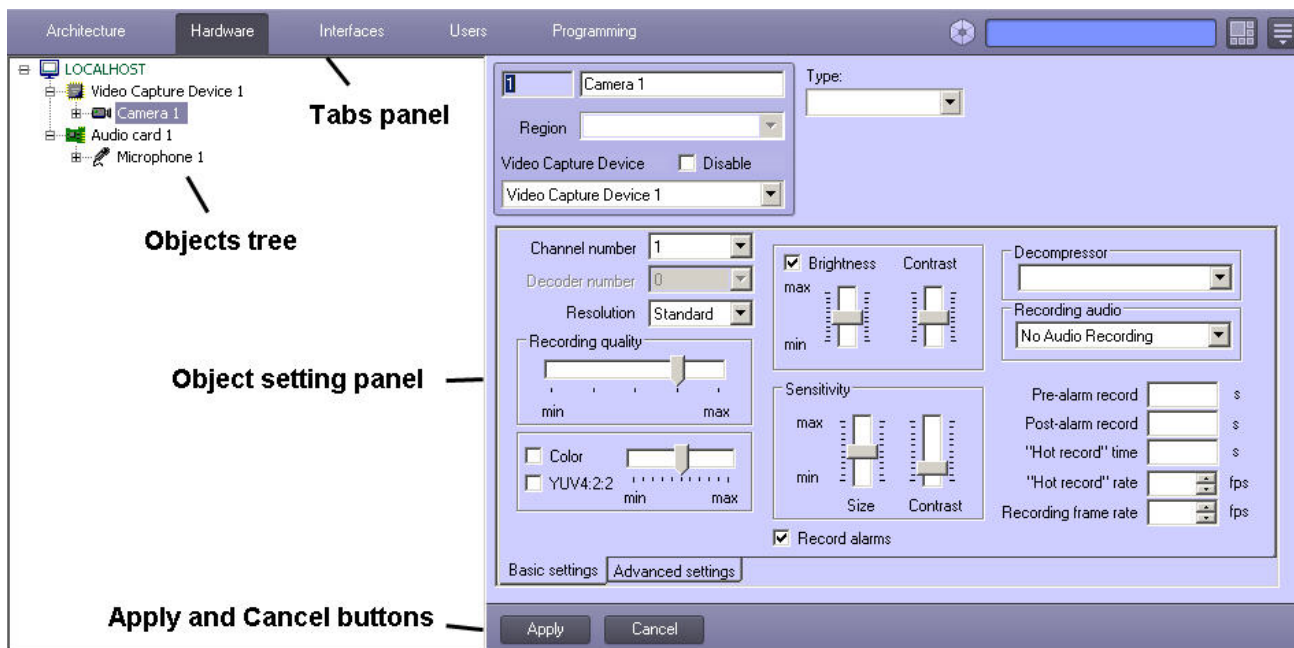 Architecture Hardware Interfaces Users Programming
LOCALHOST
Video Capture Device 1
Camera 1
Audio card 1
Microphone 1
Tabs panel
Objects tree
Object setting panel
Apply and Cancel buttons
1 Camera 1
Type:
Region
Video Capture Device Disable
Video Capture Device 1
Channel number 1
Decoder number 0
Resolution Standard
Recording quality
min max
Color
YUV4:2:2
min max
Brightness Contrast
max
min
Sensitivity
max
min
Size Contrast
Record alarms
Decompressor
Recording audio
No Audio Recording
Pre-alarm record s
Post-alarm record s
"Hot record" time s
"Hot record" rate fps
Recording frame rate fps
Basic settings Advanced settings
Apply Cancel